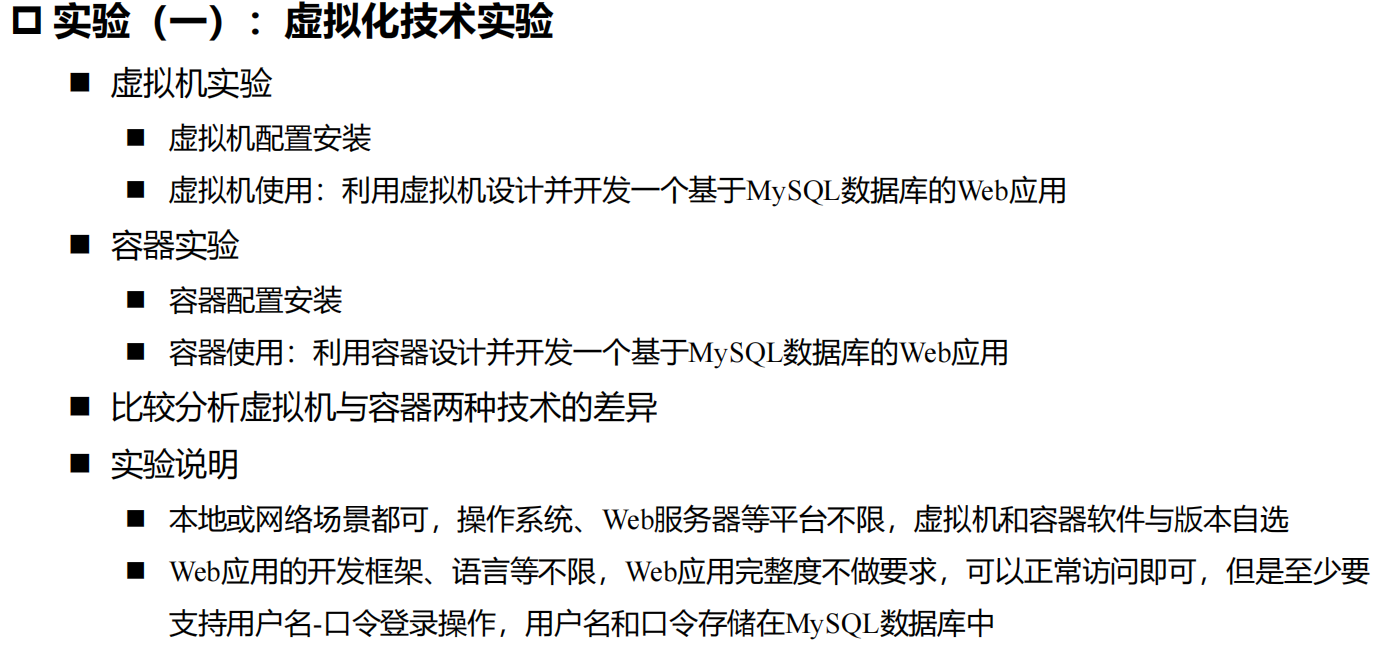 实验（一）：虚拟化技术实验
虚拟机实验
虚拟机配置安装
虚拟机使用：利用虚拟机设计并开发一个基于MySQL数据库的Web应用
容器实验
容器配置安装
容器使用：利用容器设计并开发一个基于MySQL数据库的Web应用
比较分析虚拟机与容器两种技术的差异
实验说明
本地或网络场景都可，操作系统、Web服务器等平台不限，虚拟机和容器软件与版本自选
Web应用的开发框架、语言等不限，Web应用完整度不做要求，可以正常访问即可，但是至少要
支持用户名-口令登录操作，用户名和口令存储在MySQL数据库中